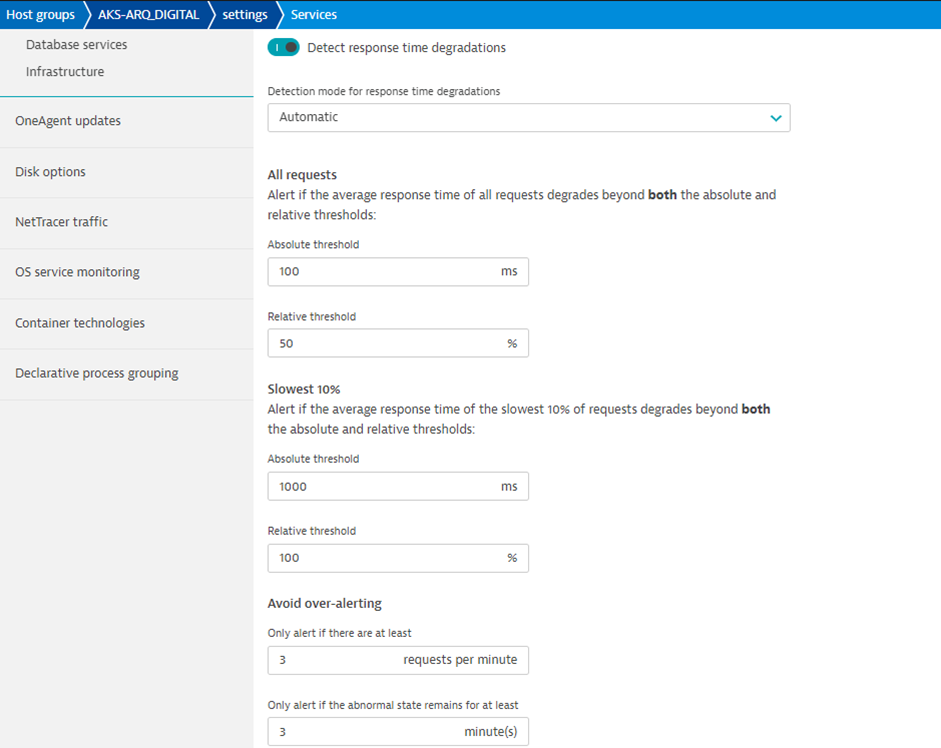 Host groups AKS-ARQ_DIGITAL settings Services
Database services
Infrastructure
OneAgent updates
Disk options
NetTracer traffic
OS service monitoring
Container technologies
Declarative process grouping
Detect response time degradations
Detection mode for response time degradations
Automatic
All requests
Alert if the average response time of all requests degrades beyond both the absolute and
relative thresholds:
Absolute threshold
100 ms
Relative threshold
50 %
Slowest 10%
Alert if the average response time of the slowest 10% of requests degrades beyond both
the absolute and relative thresholds:
Absolute threshold
1000 ms
Relative threshold
100 %
Avoid over-alerting
Only alert if there are at least
3 requests per minute
Only alert if the abnormal state remains for at least
3 minute(s)